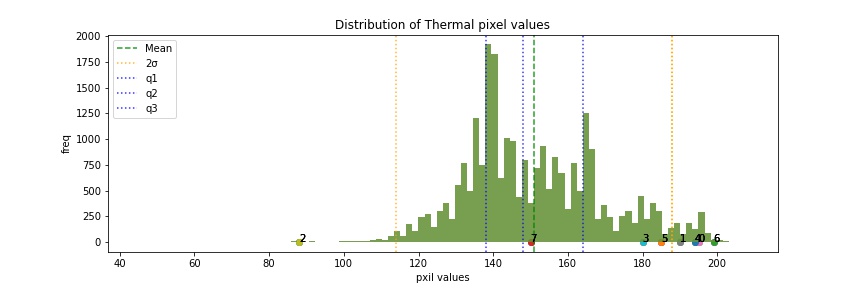 Distribution of Thermal pixel values
Mean
2σ
q1
q2
q3
freq
2000
1750
1500
1250
1000
750
500
250
0
2 7 3 5 1 4 0 6
40 60 80 100 120 140 160 180 200
pxil values